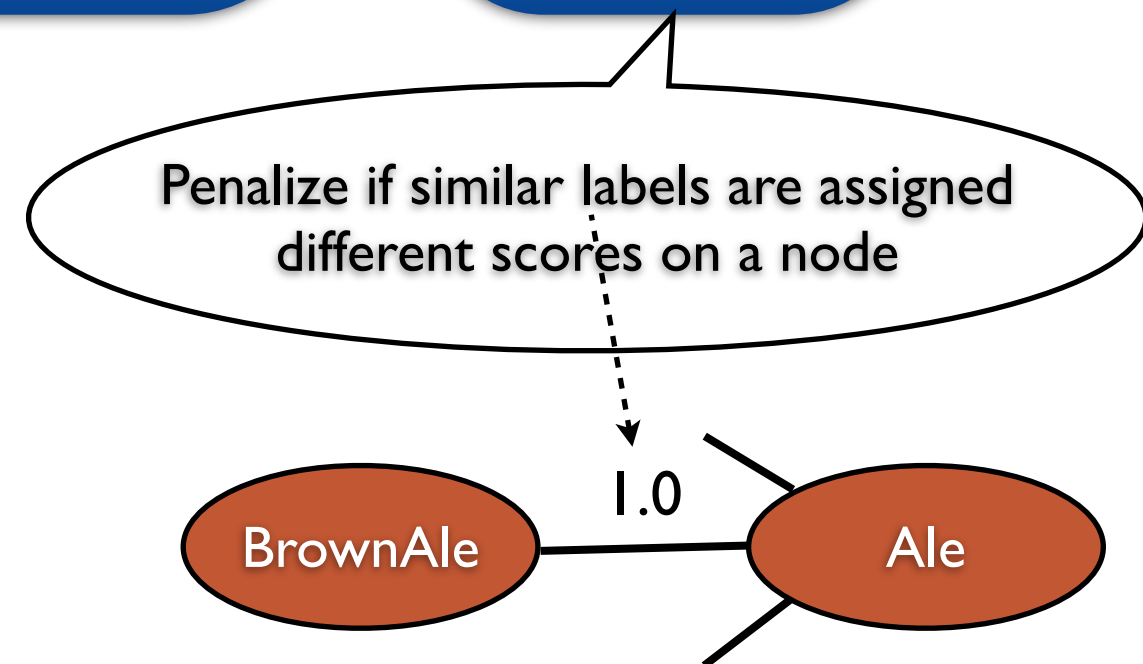 Penalize if similar labels are assigned
different scores on a node
1.0
BrownAle
Ale